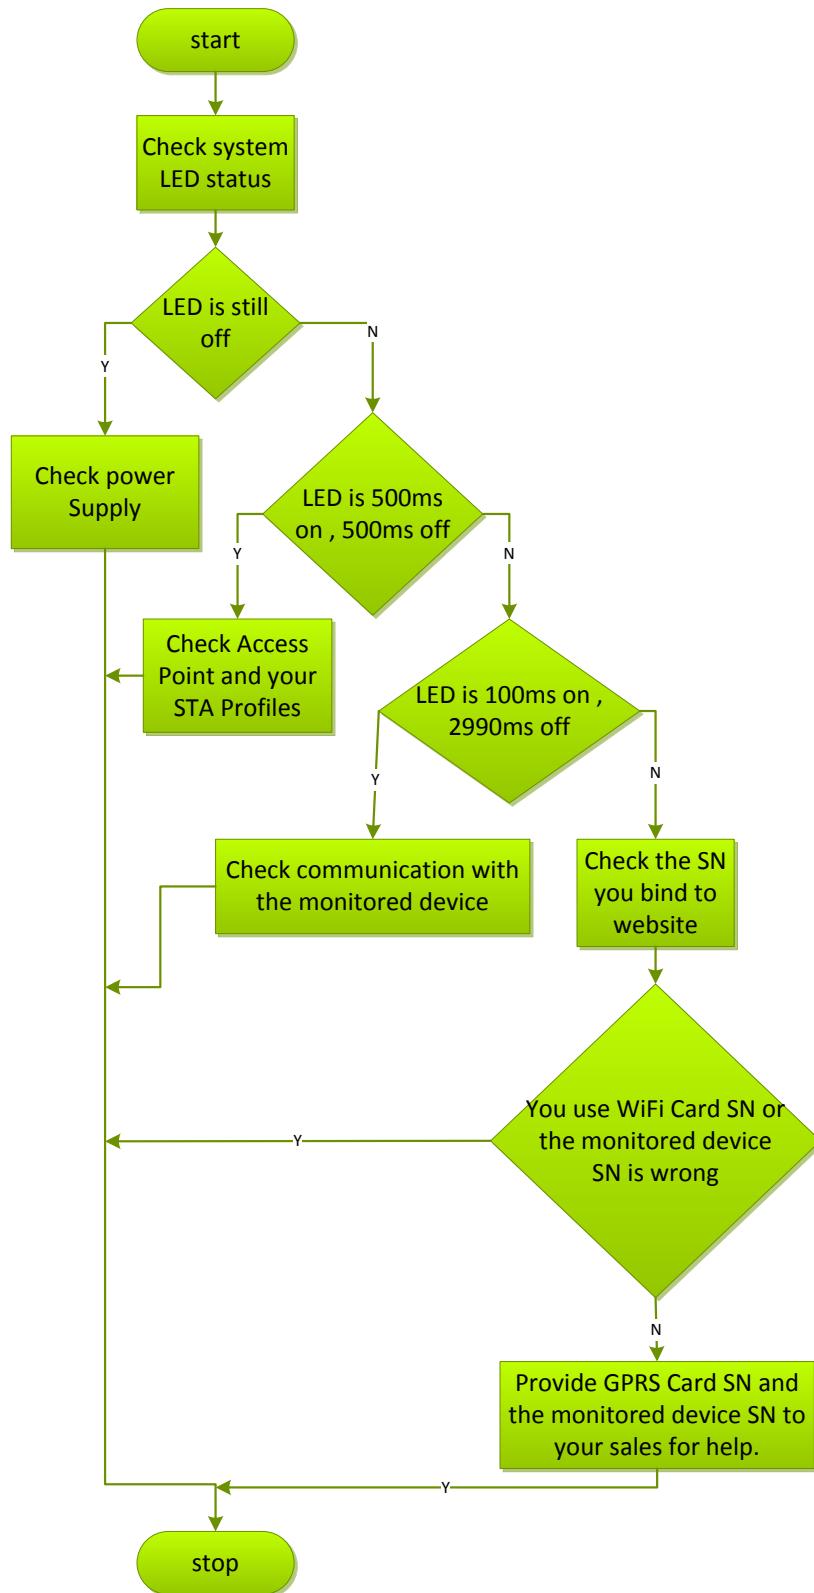 start
Check system
LED status
LED is still
off
N
Y
Check power
Supply
LED is 500ms
on , 500ms off
Y
N
Check Access
Point and your
STA Profiles
LED is 100ms on ,
2990ms off
Y
N
Check communication with
the monitored device
Check the SN
you bind to
website
You use WiFi Card SN or
the monitored device
SN is wrong
Y
N
Provide GPRS Card SN and
the monitored device SN to
your sales for help.
Y
stop